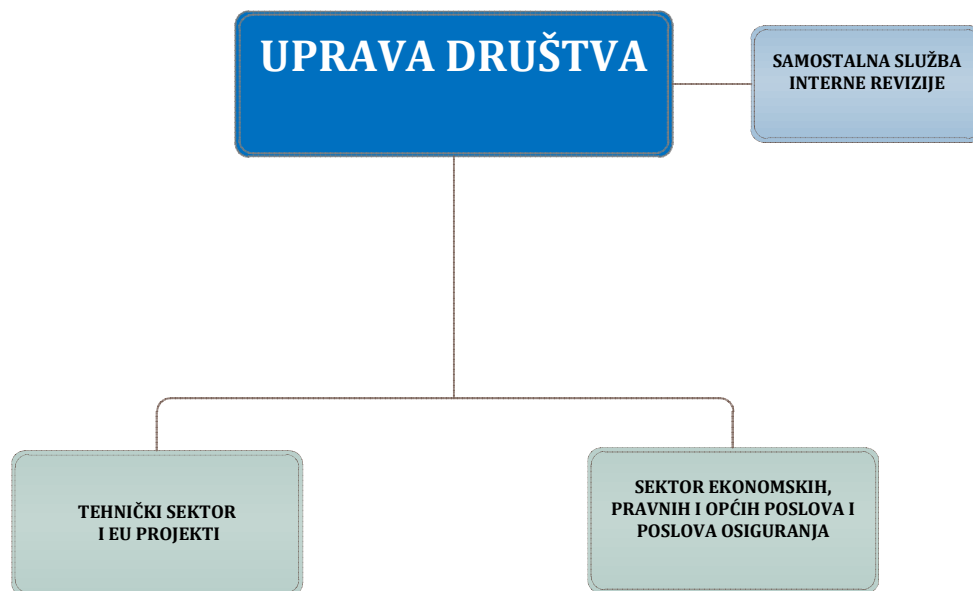 UPRAVA DRUŠTVA
SAMOSTALNA SLUŽBA
INTERNE REVIZIJE
TEHNIČKI SEKTOR
I EU PROJEKTI
SEKTOR EKONOMSKIH,
PRAVNIH I OPĆIH POSLOVA I
POSLOVA OSIGURANJA